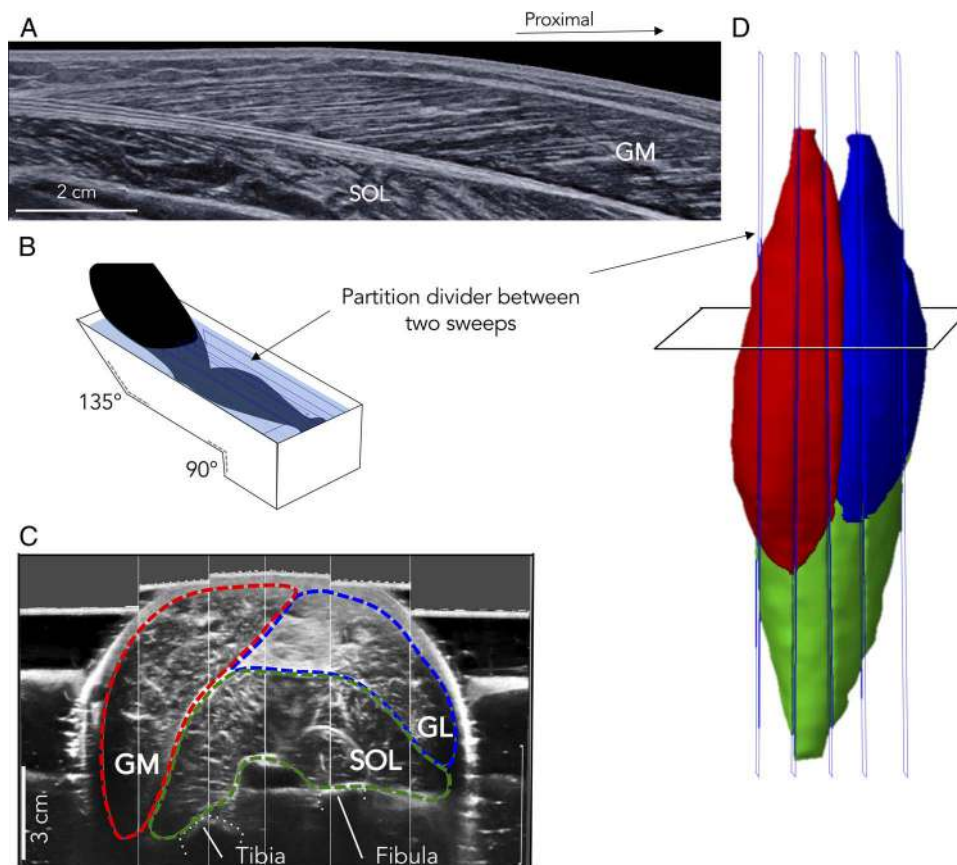 A
Proximal
D
GM
SOL
2 cm
B
Partition divider between
two sweeps
135°
90°
C
GM
SOL
GL
3 cm
Tibia
Fibula